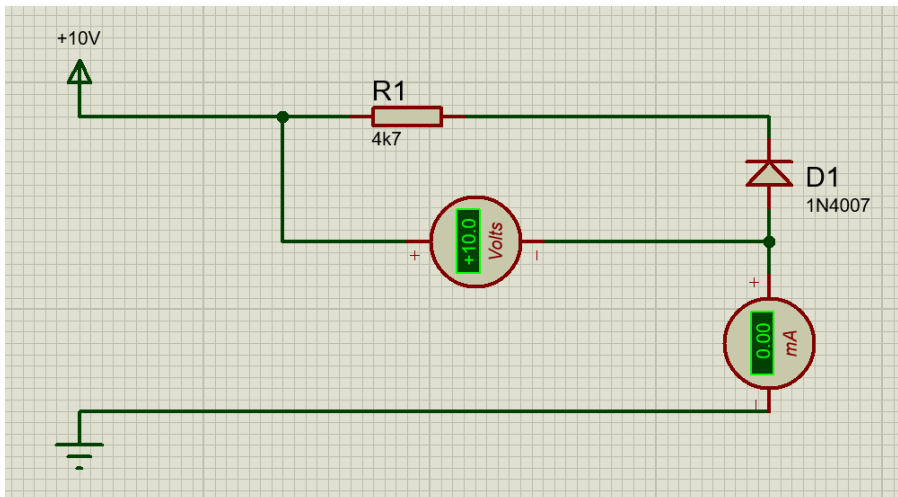 +10V
R1
4k7
D1
1N4007
+10.0
Volts
+
-
+
0.00
mA
-